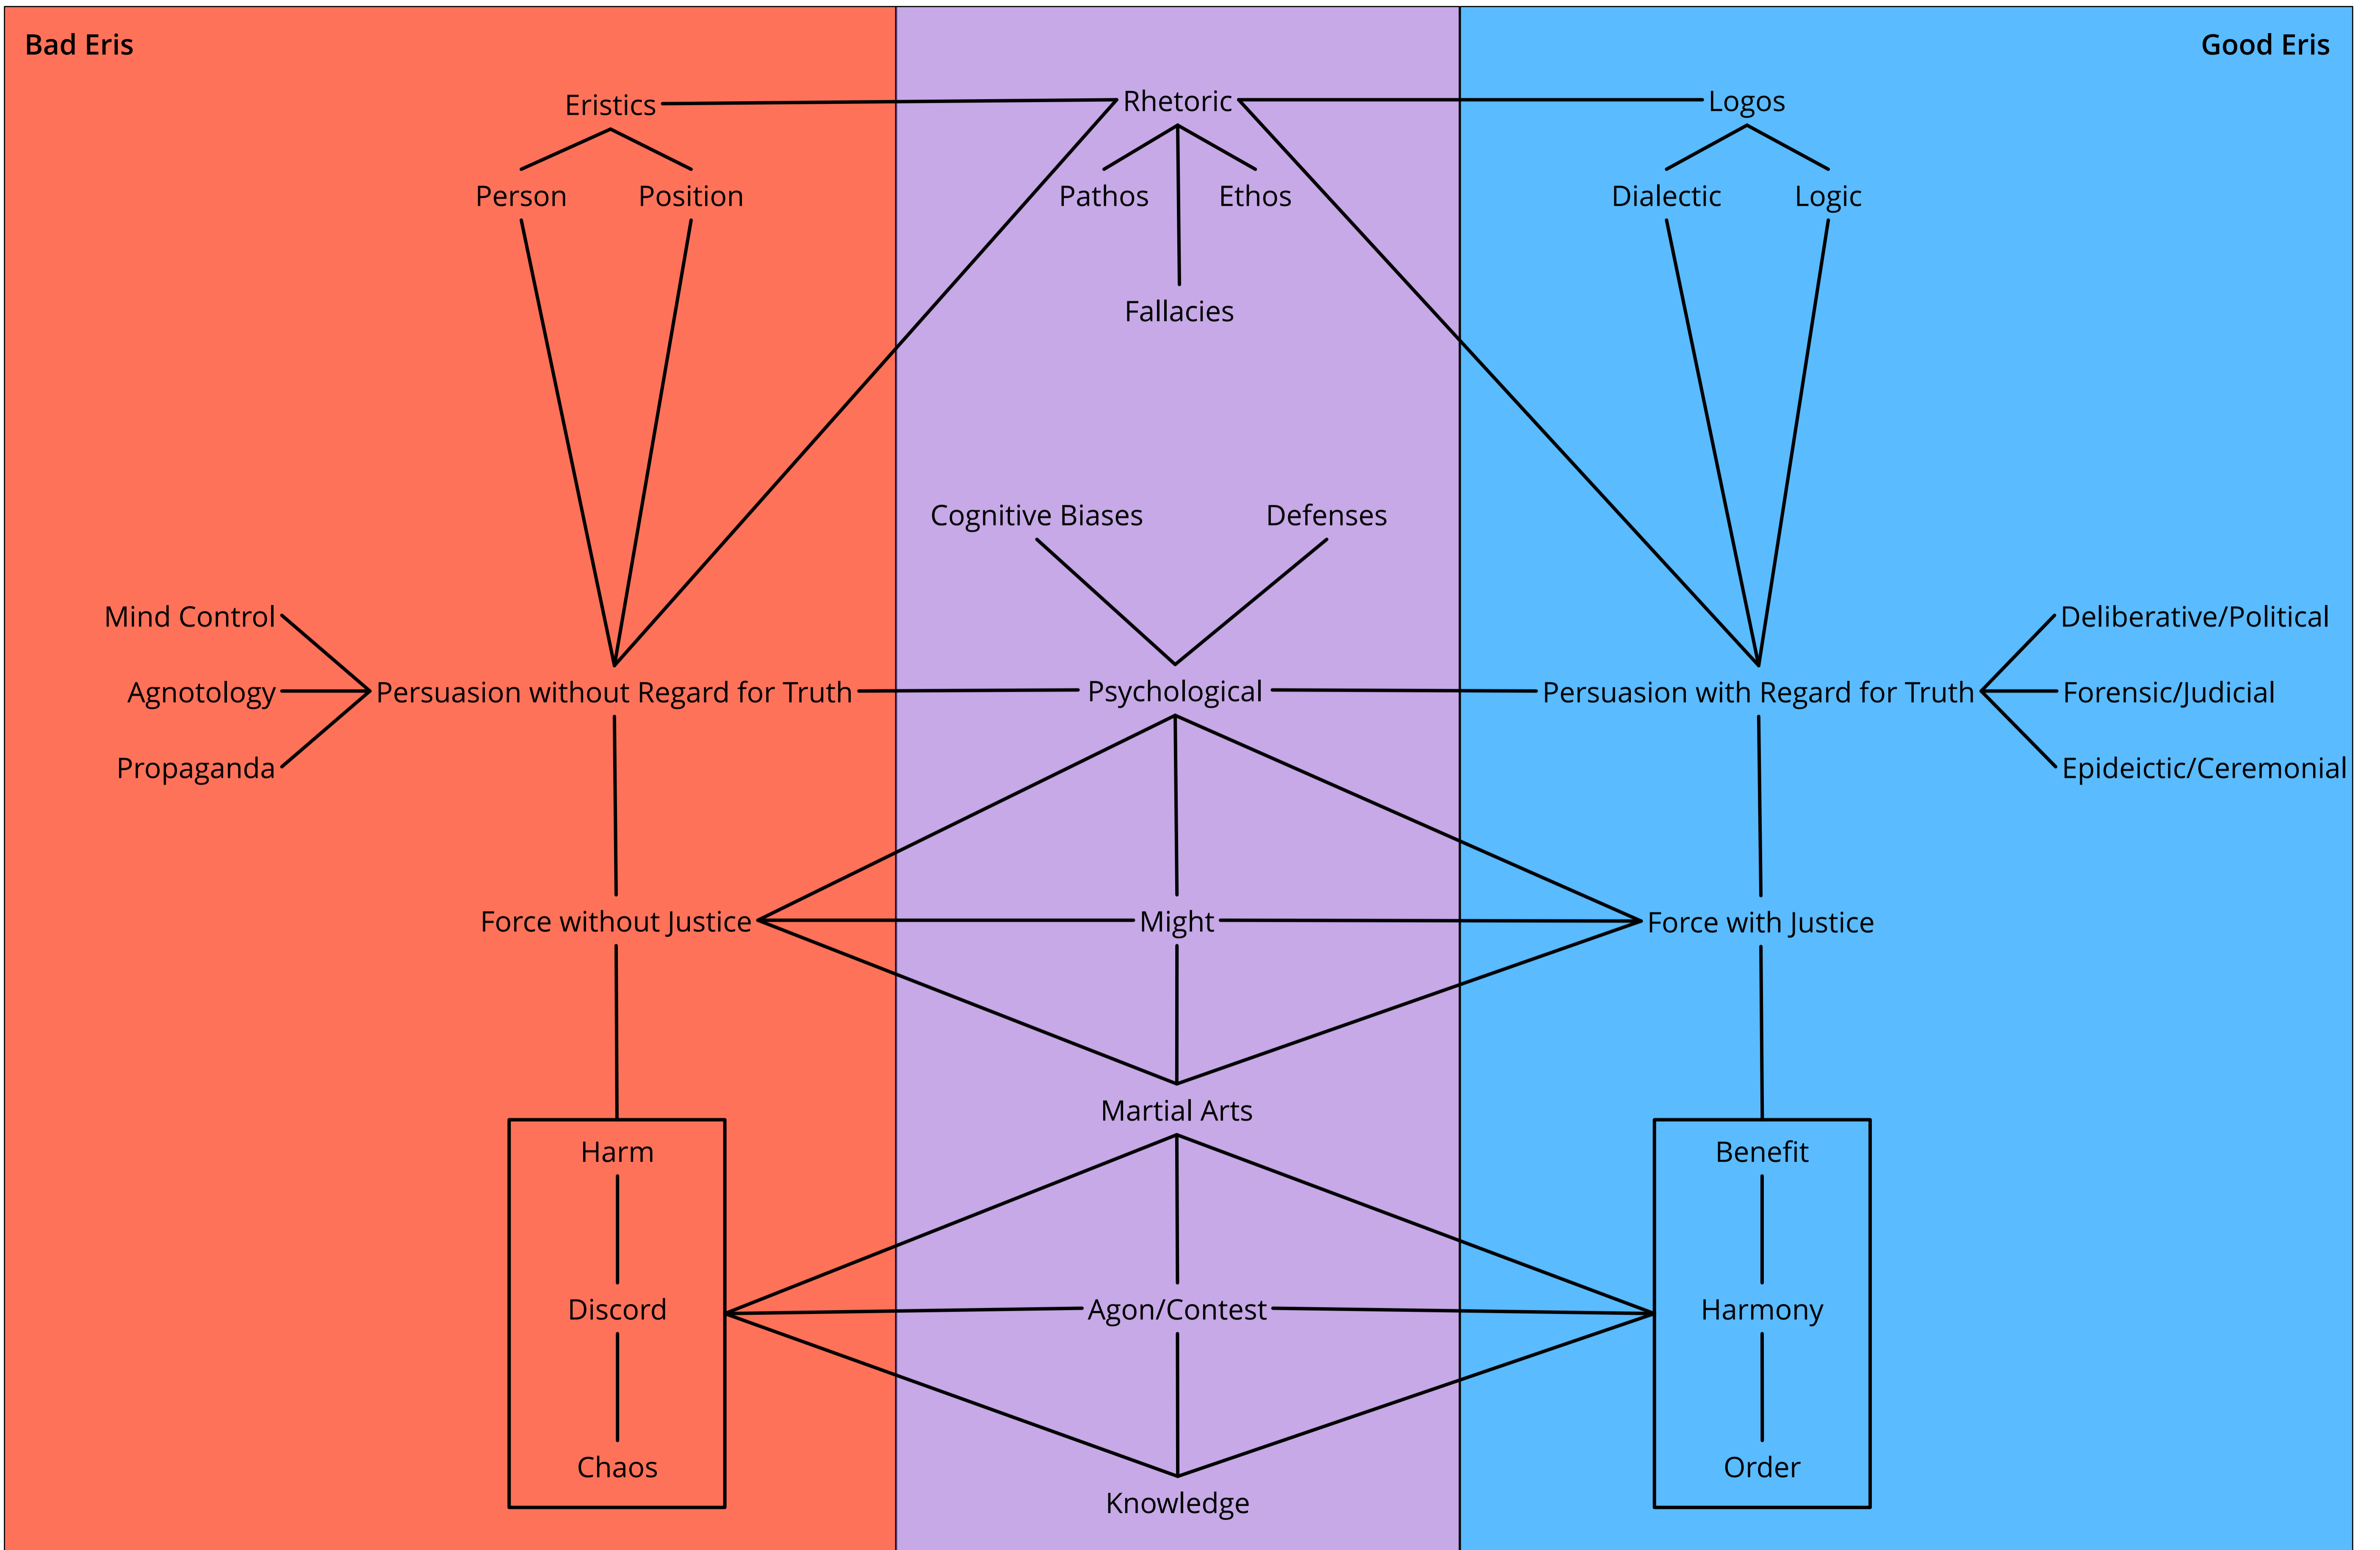 Bad Eris
Good Eris
Eristics
Rhetoric
Logos
Person
Position
Pathos
Ethos
Dialectic
Logic
Fallacies
Cognitive Biases
Defenses
Mind Control
Deliberative/Political
Agnotology
Persuasion without Regard for Truth
Psychological
Persuasion with Regard for Truth
Forensic/Judicial
Propaganda
Epideictic/Ceremonial
Force without Justice
Might
Force with Justice
Martial Arts
Harm
Benefit
Discord
Agon/Contest
Harmony
Chaos
Order
Knowledge